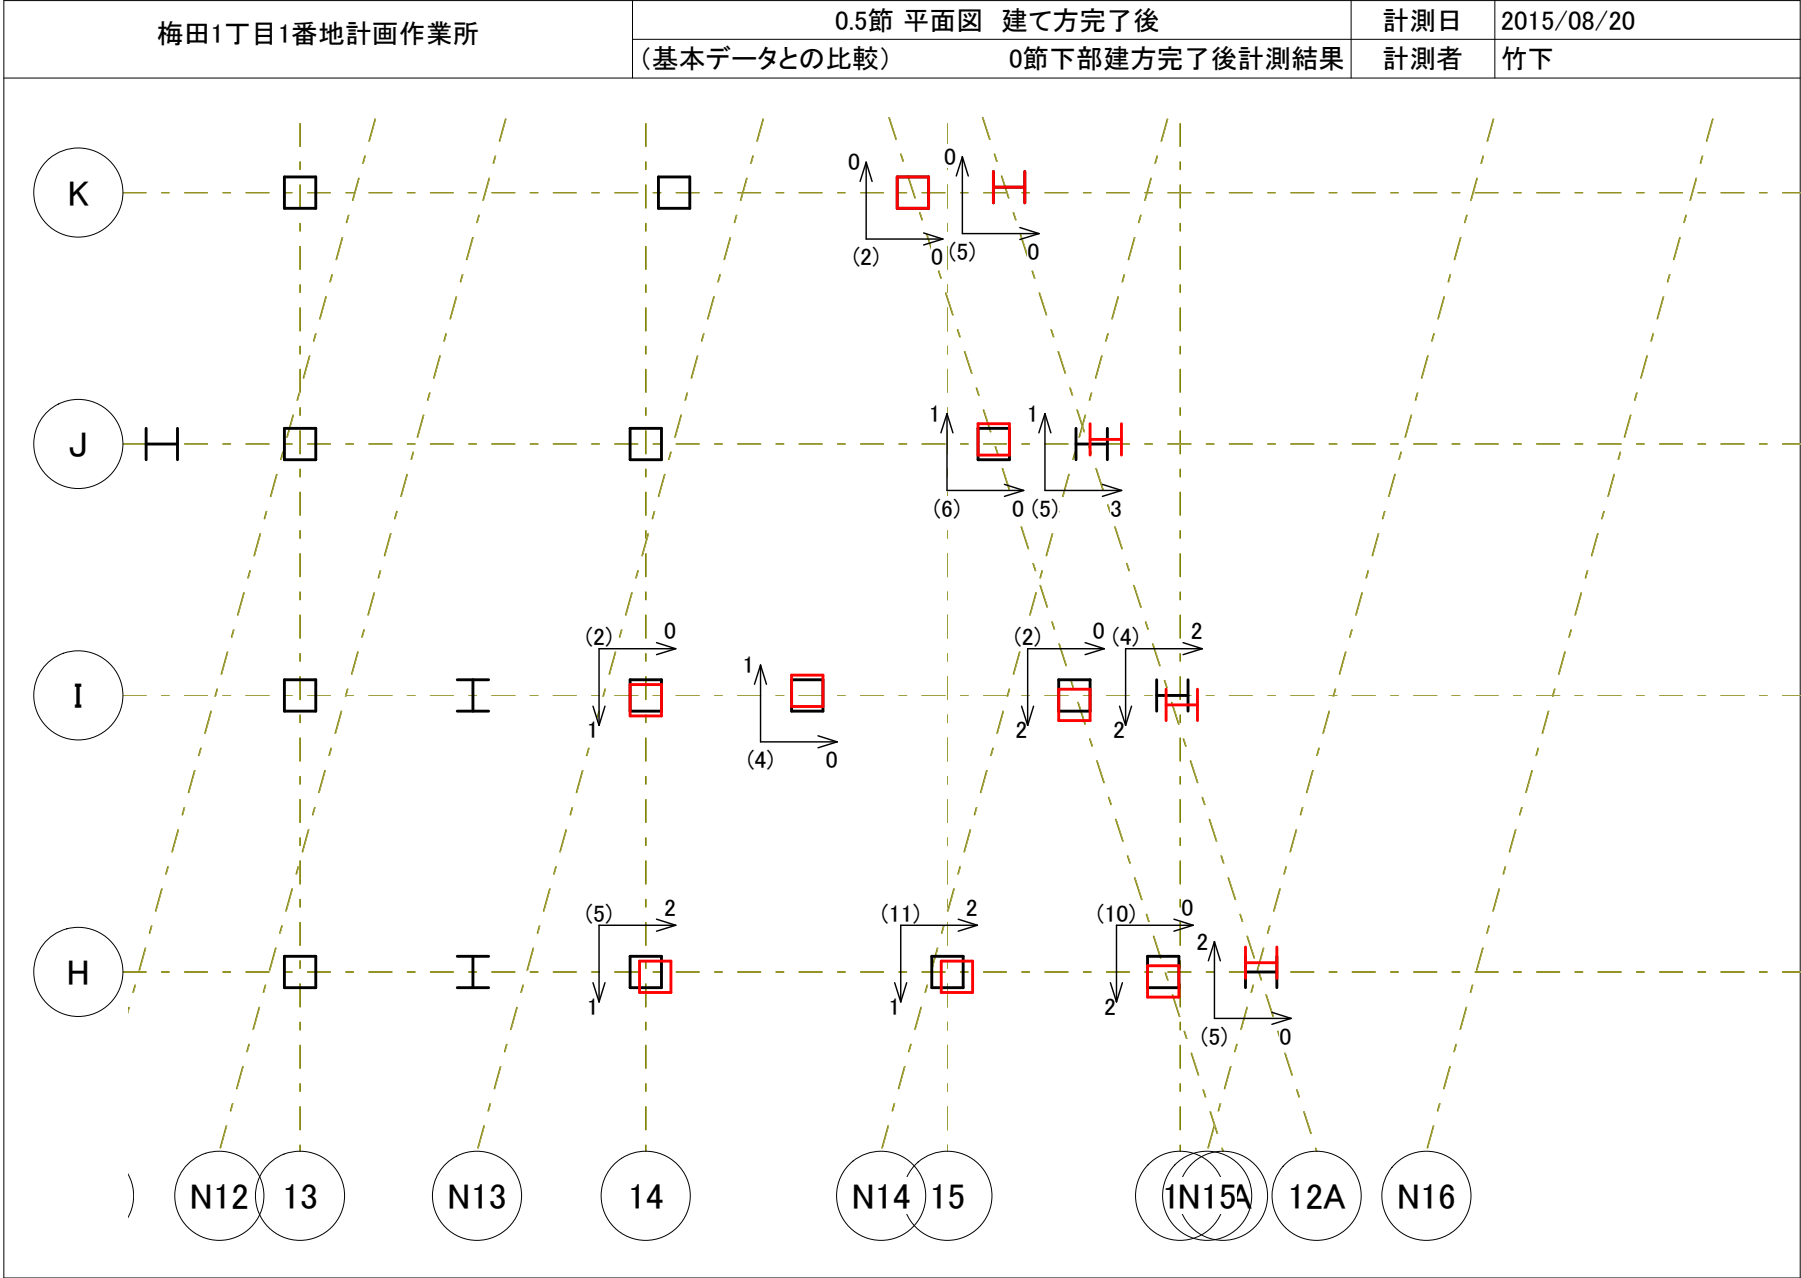 梅田1丁目1番地計画作業所
0.5節 平面図 建て方完了後
計測日
2015/08/20
(基本データとの比較)
0節下部建方完了後計測結果
計測者
竹下
K
0
0
(2)
0
(5)
0
J
1
1
(6)
0
(5)
3
I
(2)
0
1
1
(4)
0
(2)
0
2
(4)
2
2
H
(5)
2
1
(11)
2
1
(10)
0
2
2
(5)
0
N12
13
N13
14
N14
15
N15
12A
N16